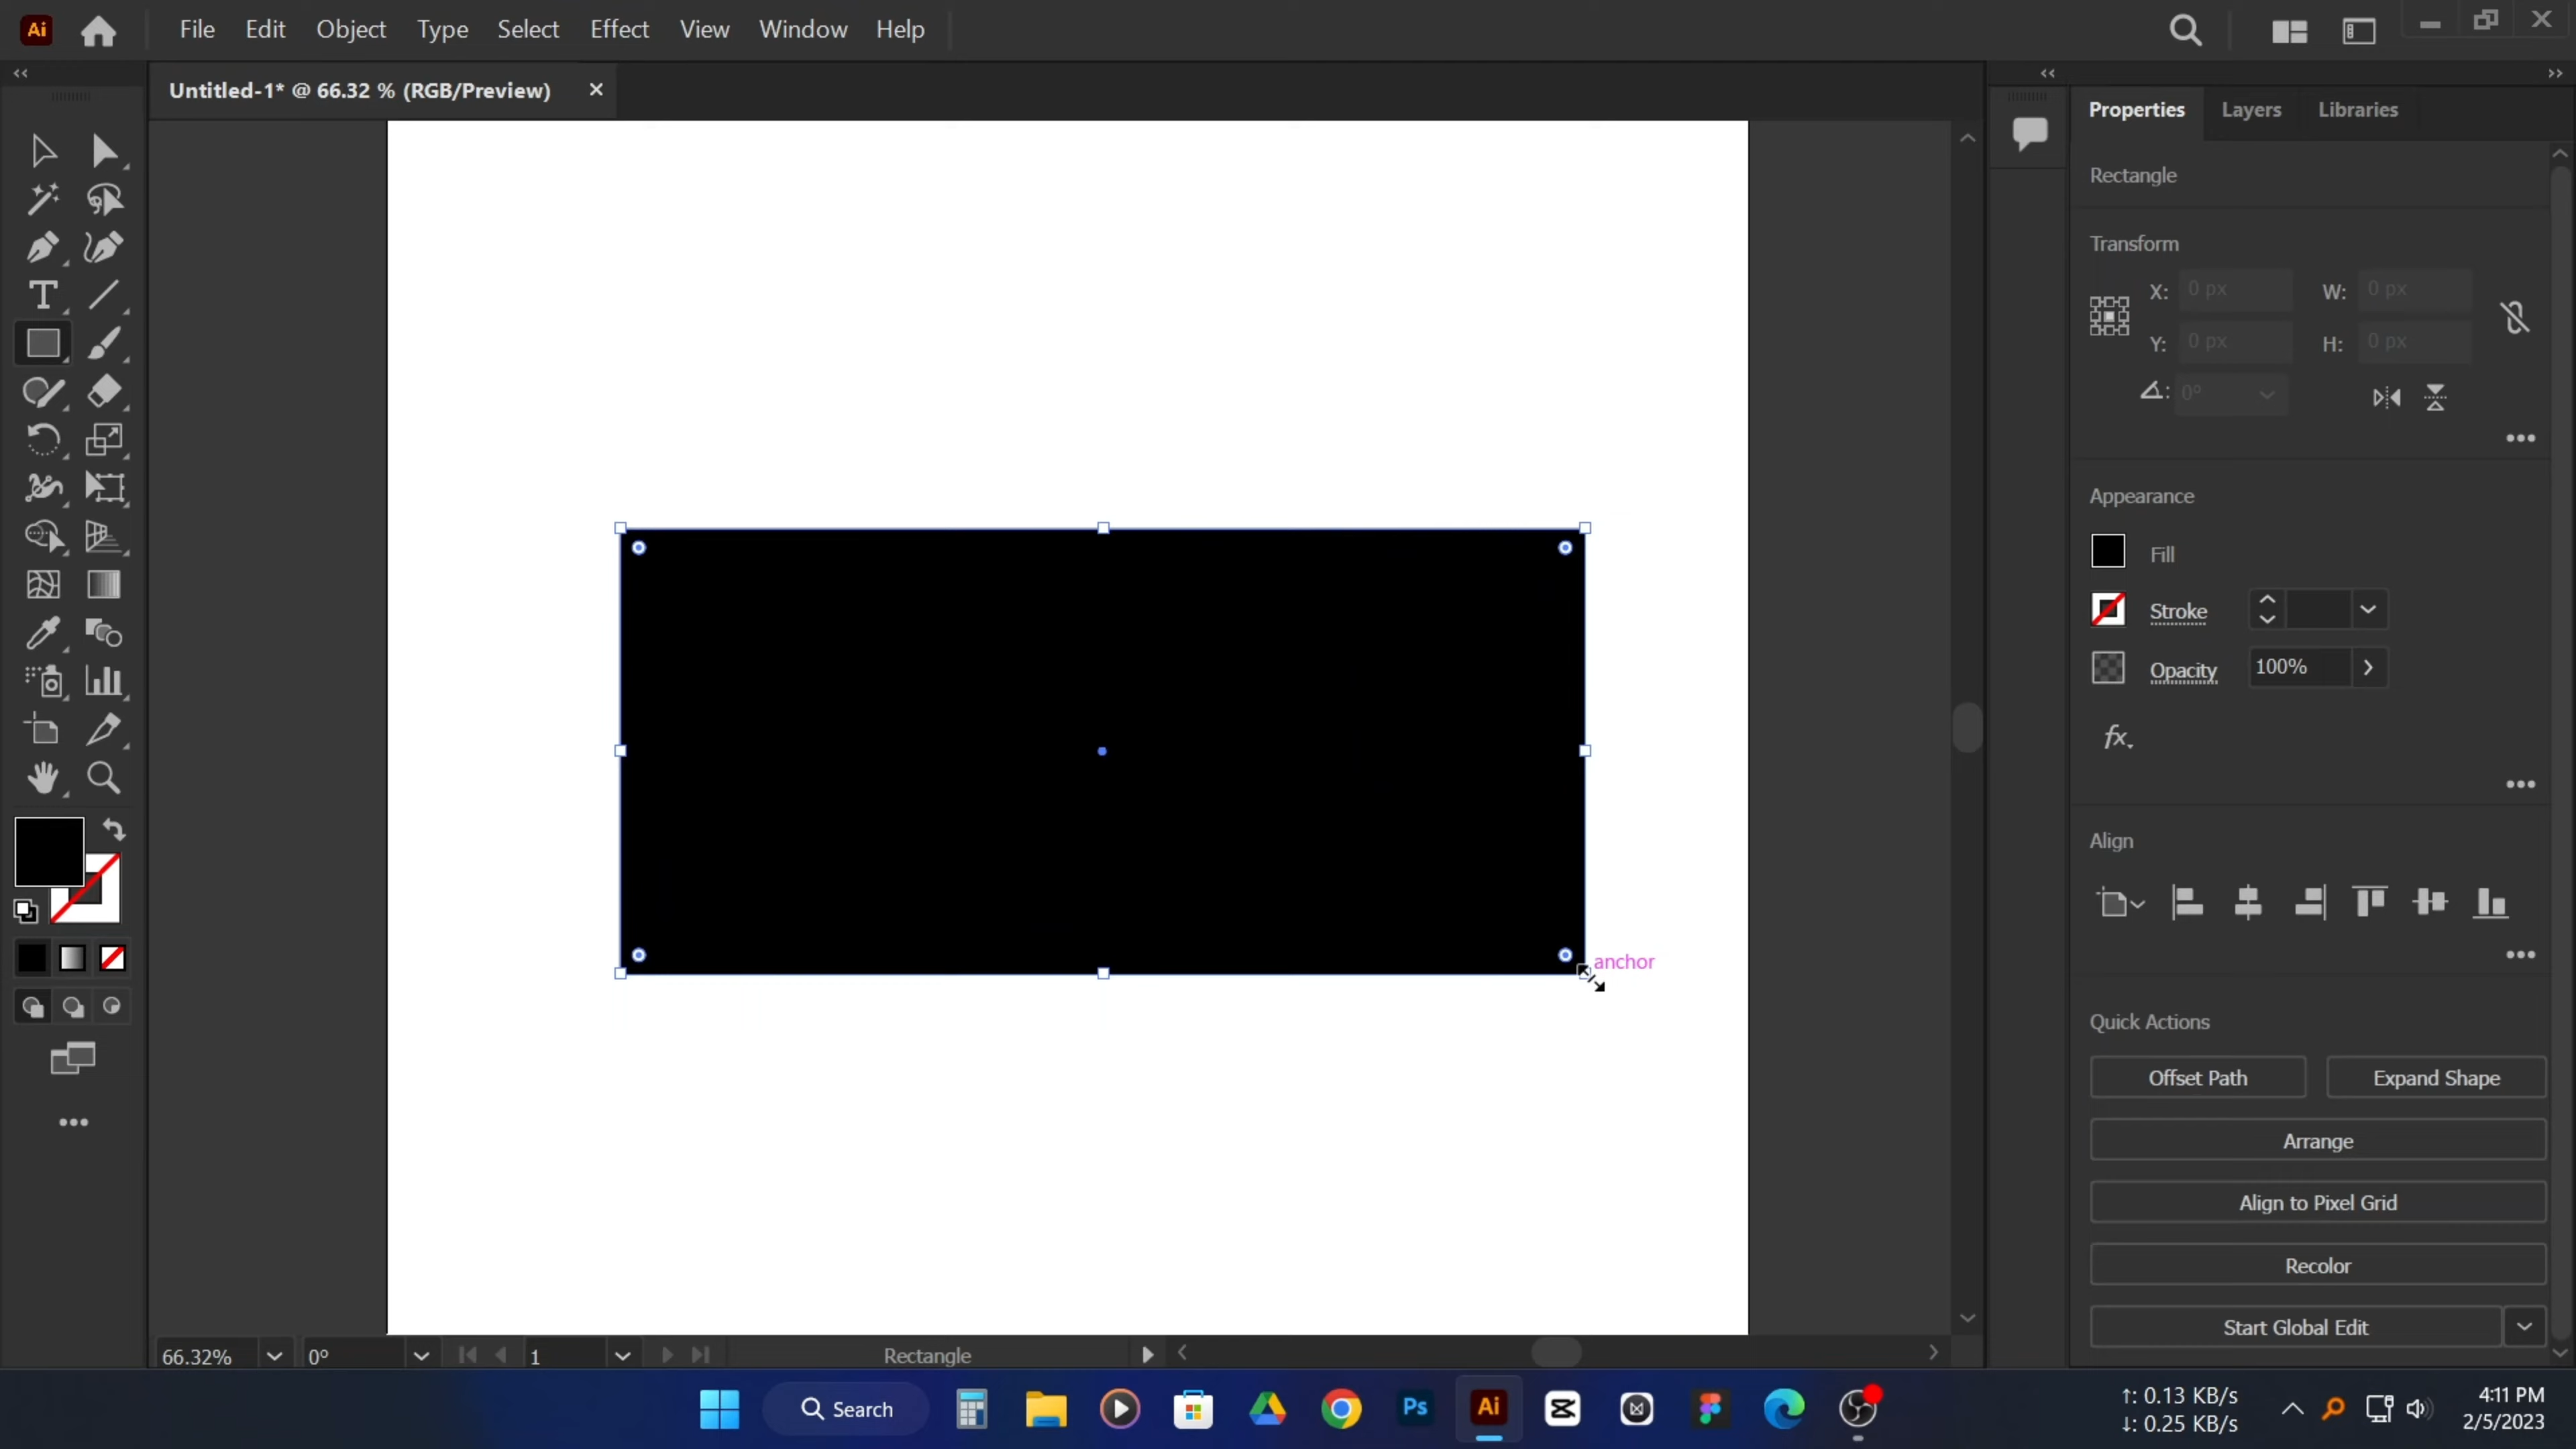 Ai File Edit Object Type Select Effect View Window Help
Untitled-1* @ 66.32 % (RGB/Preview) ×
Properties Layers Libraries
Rectangle
Transform
X: 0 px W: 0 px
Y: 0 px H: 0 px
0°
Appearance
Fill
Stroke
Opacity 100%
fx
Align
anchor
Quick Actions
Offset Path Expand Shape
Arrange
Align to Pixel Grid
Recolor
Start Global Edit
66.32% 0° 1 Rectangle
Search Ps Ai
↑: 0.13 KB/s 4:11 PM
↓: 0.25 KB/s 2/5/2023